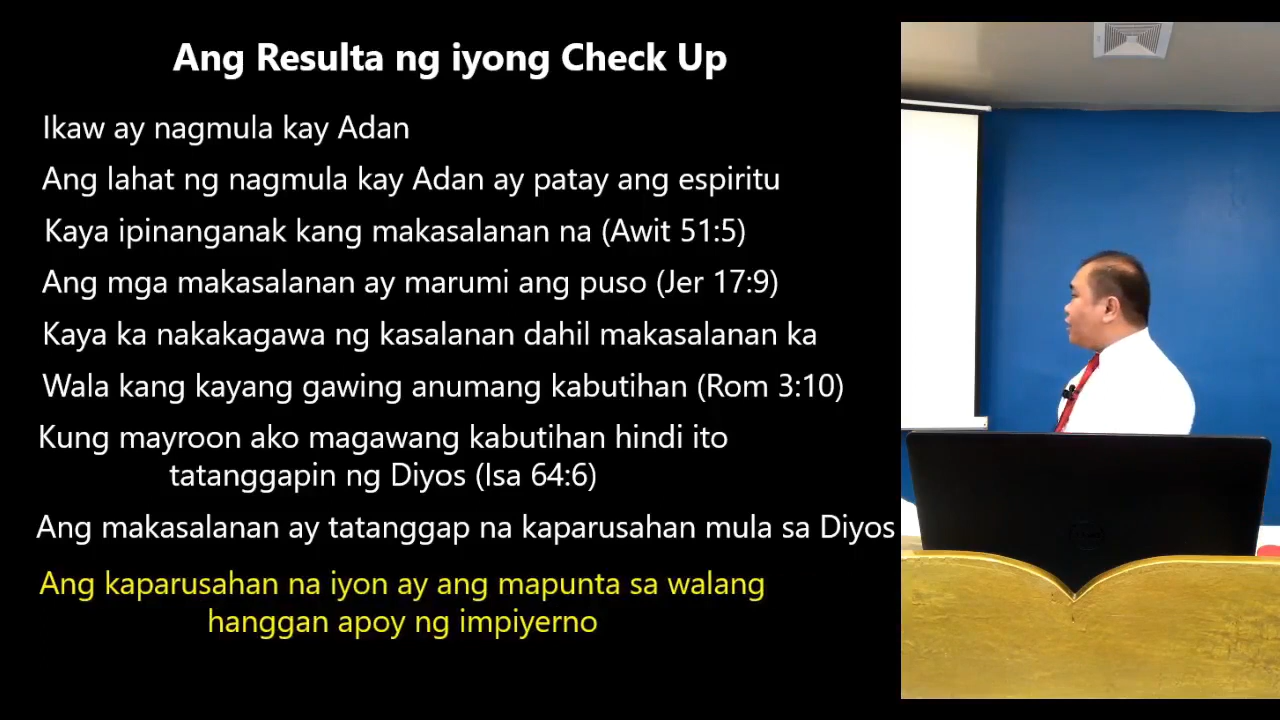 Ang Resulta ng iyong Check Up
Ikaw ay nagmula kay Adan
Ang lahat ng nagmula kay Adan ay patay ang espiritu
Kaya ipinanganak kang makasalanan na (Awit 51:5)
Ang mga makasalanan ay marumi ang puso (Jer 17:9)
Kaya ka nakakagawa ng kasalanan dahil makasalanan ka
Wala kang kayang gawing anumang kabutihan (Rom 3:10)
Kung mayroon ako magawang kabutihan hindi ito
tatanggapin ng Diyos (Isa 64:6)
Ang makasalanan ay tatanggap na kaparusahan mula sa Diyos
Ang kaparusahan na iyon ay ang mapunta sa walang
hanggan apoy ng impiyerno